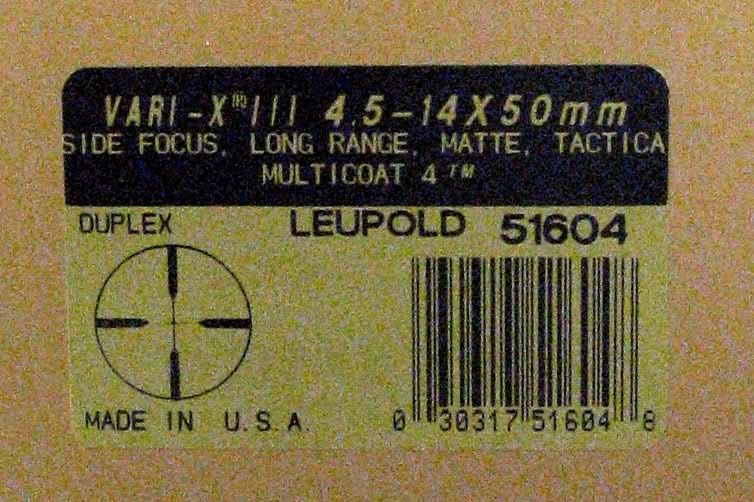 VARI-X®III 4.5-14X50mm
SIDE FOCUS, LONG RANGE, MATTE, TACTICA
MULTICOAT 4™
DUPLEX LEUPOLD 51604
MADE IN U.S.A.
0 30317 51604 8